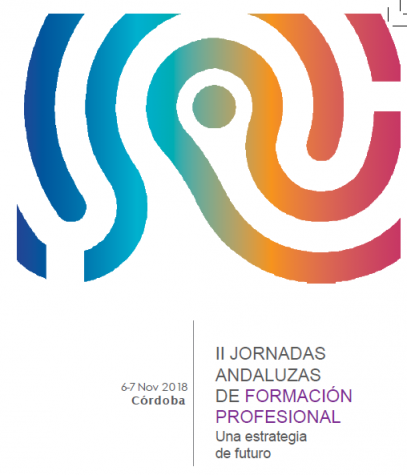 6-7 Nov 2018
Córdoba
II JORNADAS
ANDALUZAS
DE FORMACIÓN
PROFESIONAL
Una estrategia
de futuro